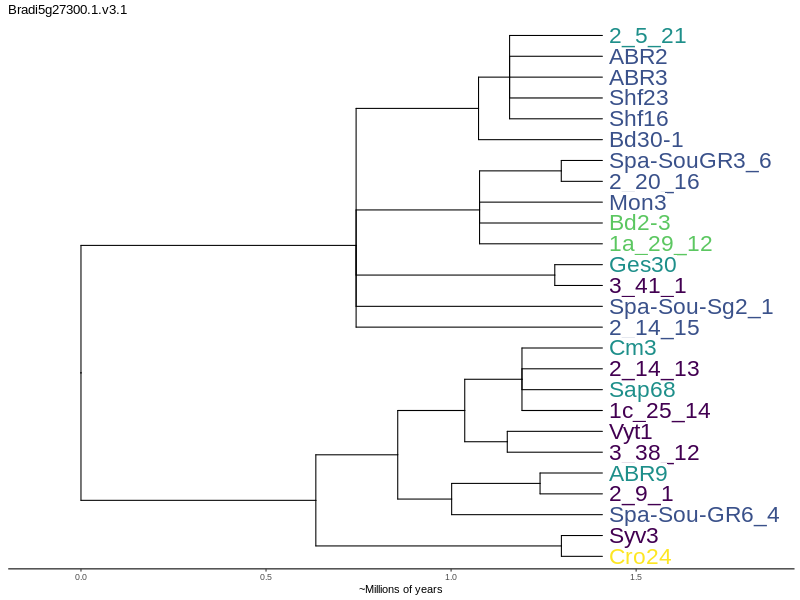 Bradi5g27300.1.v3.1
2_5_21
ABR2
ABR3
Shf23
Shf16
Bd30-1
Spa-SouGR3_6
2_20_16
Mon3
Bd2-3
1a_29_12
Ges30
3_41_1
Spa-Sou-Sg2_1
2_14_15
Cm3
2_14_13
Sap68
1c_25_14
Vyt1
3_38_12
ABR9
2_9_1
Spa-Sou-GR6_4
Syv3
Cro24
0.0 0.5 1.0 1.5
~Millions of years